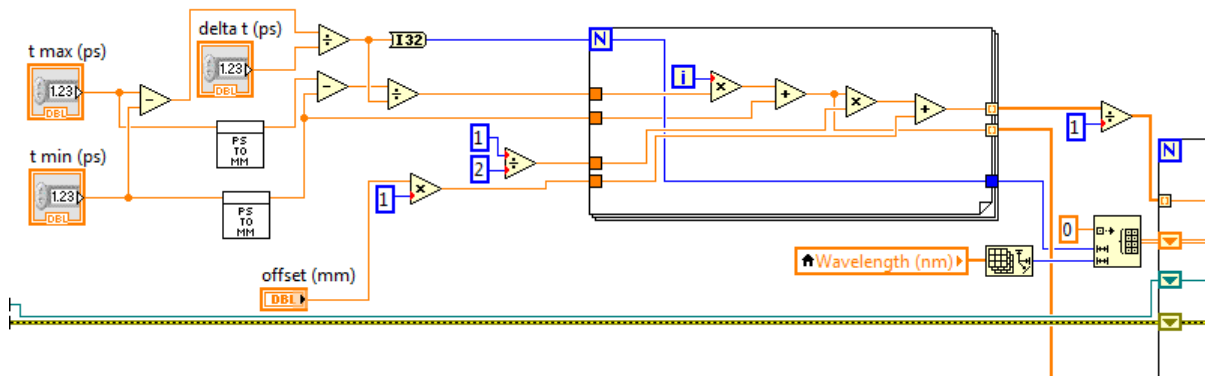 delta t (ps)
t max (ps)
1.23
DBL
1.23
DBL
I32
N
i
PS
TO
MM
1
2
1
N
t min (ps)
1.23
DBL
PS
TO
MM
1
0
Wavelength (nm)
offset (mm)
DBL